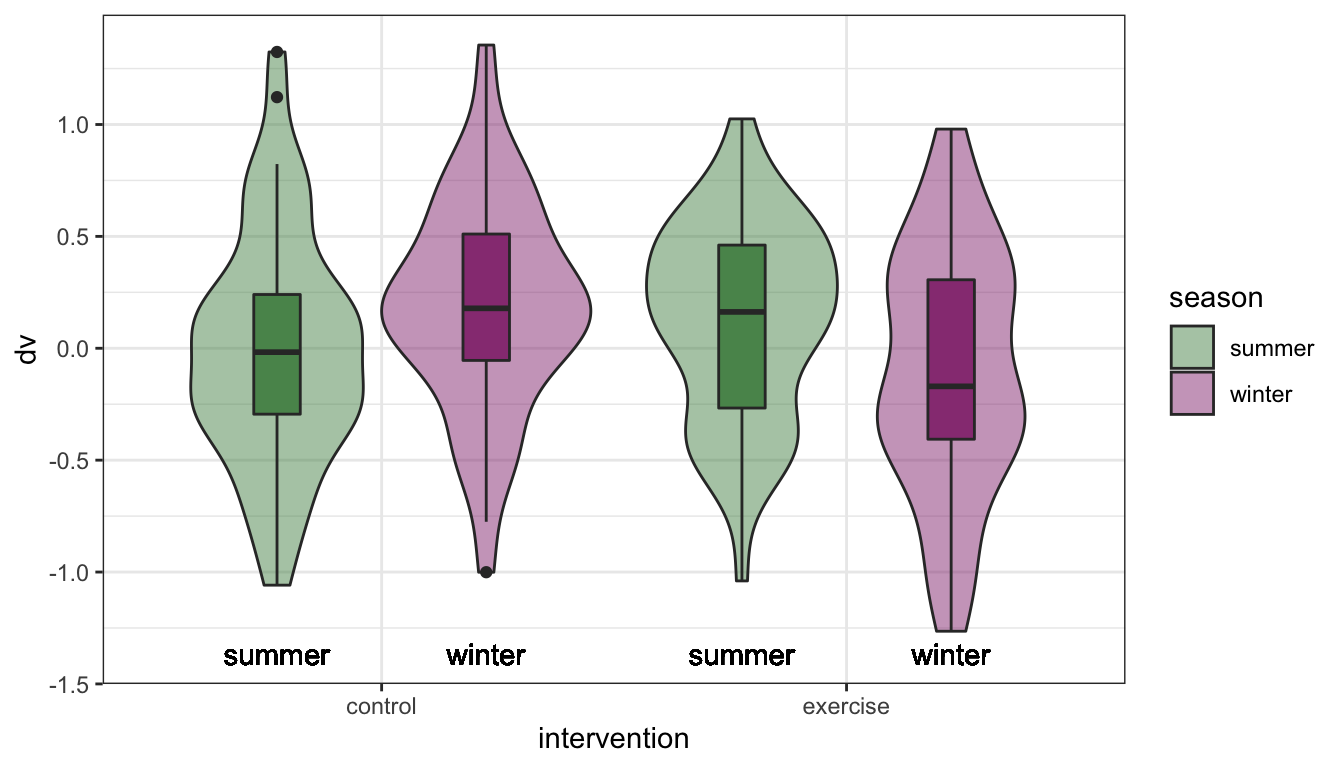 dv
1.0
0.5
0.0
-0.5
-1.0
-1.5
summer winter summer winter
control exercise
intervention
season
summer
winter